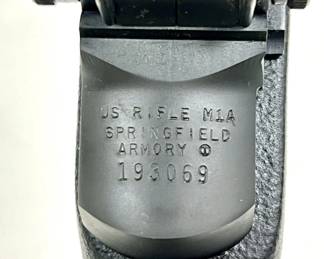 US RIFLE M1A
SPRINGFIELD
ARMORY
193069